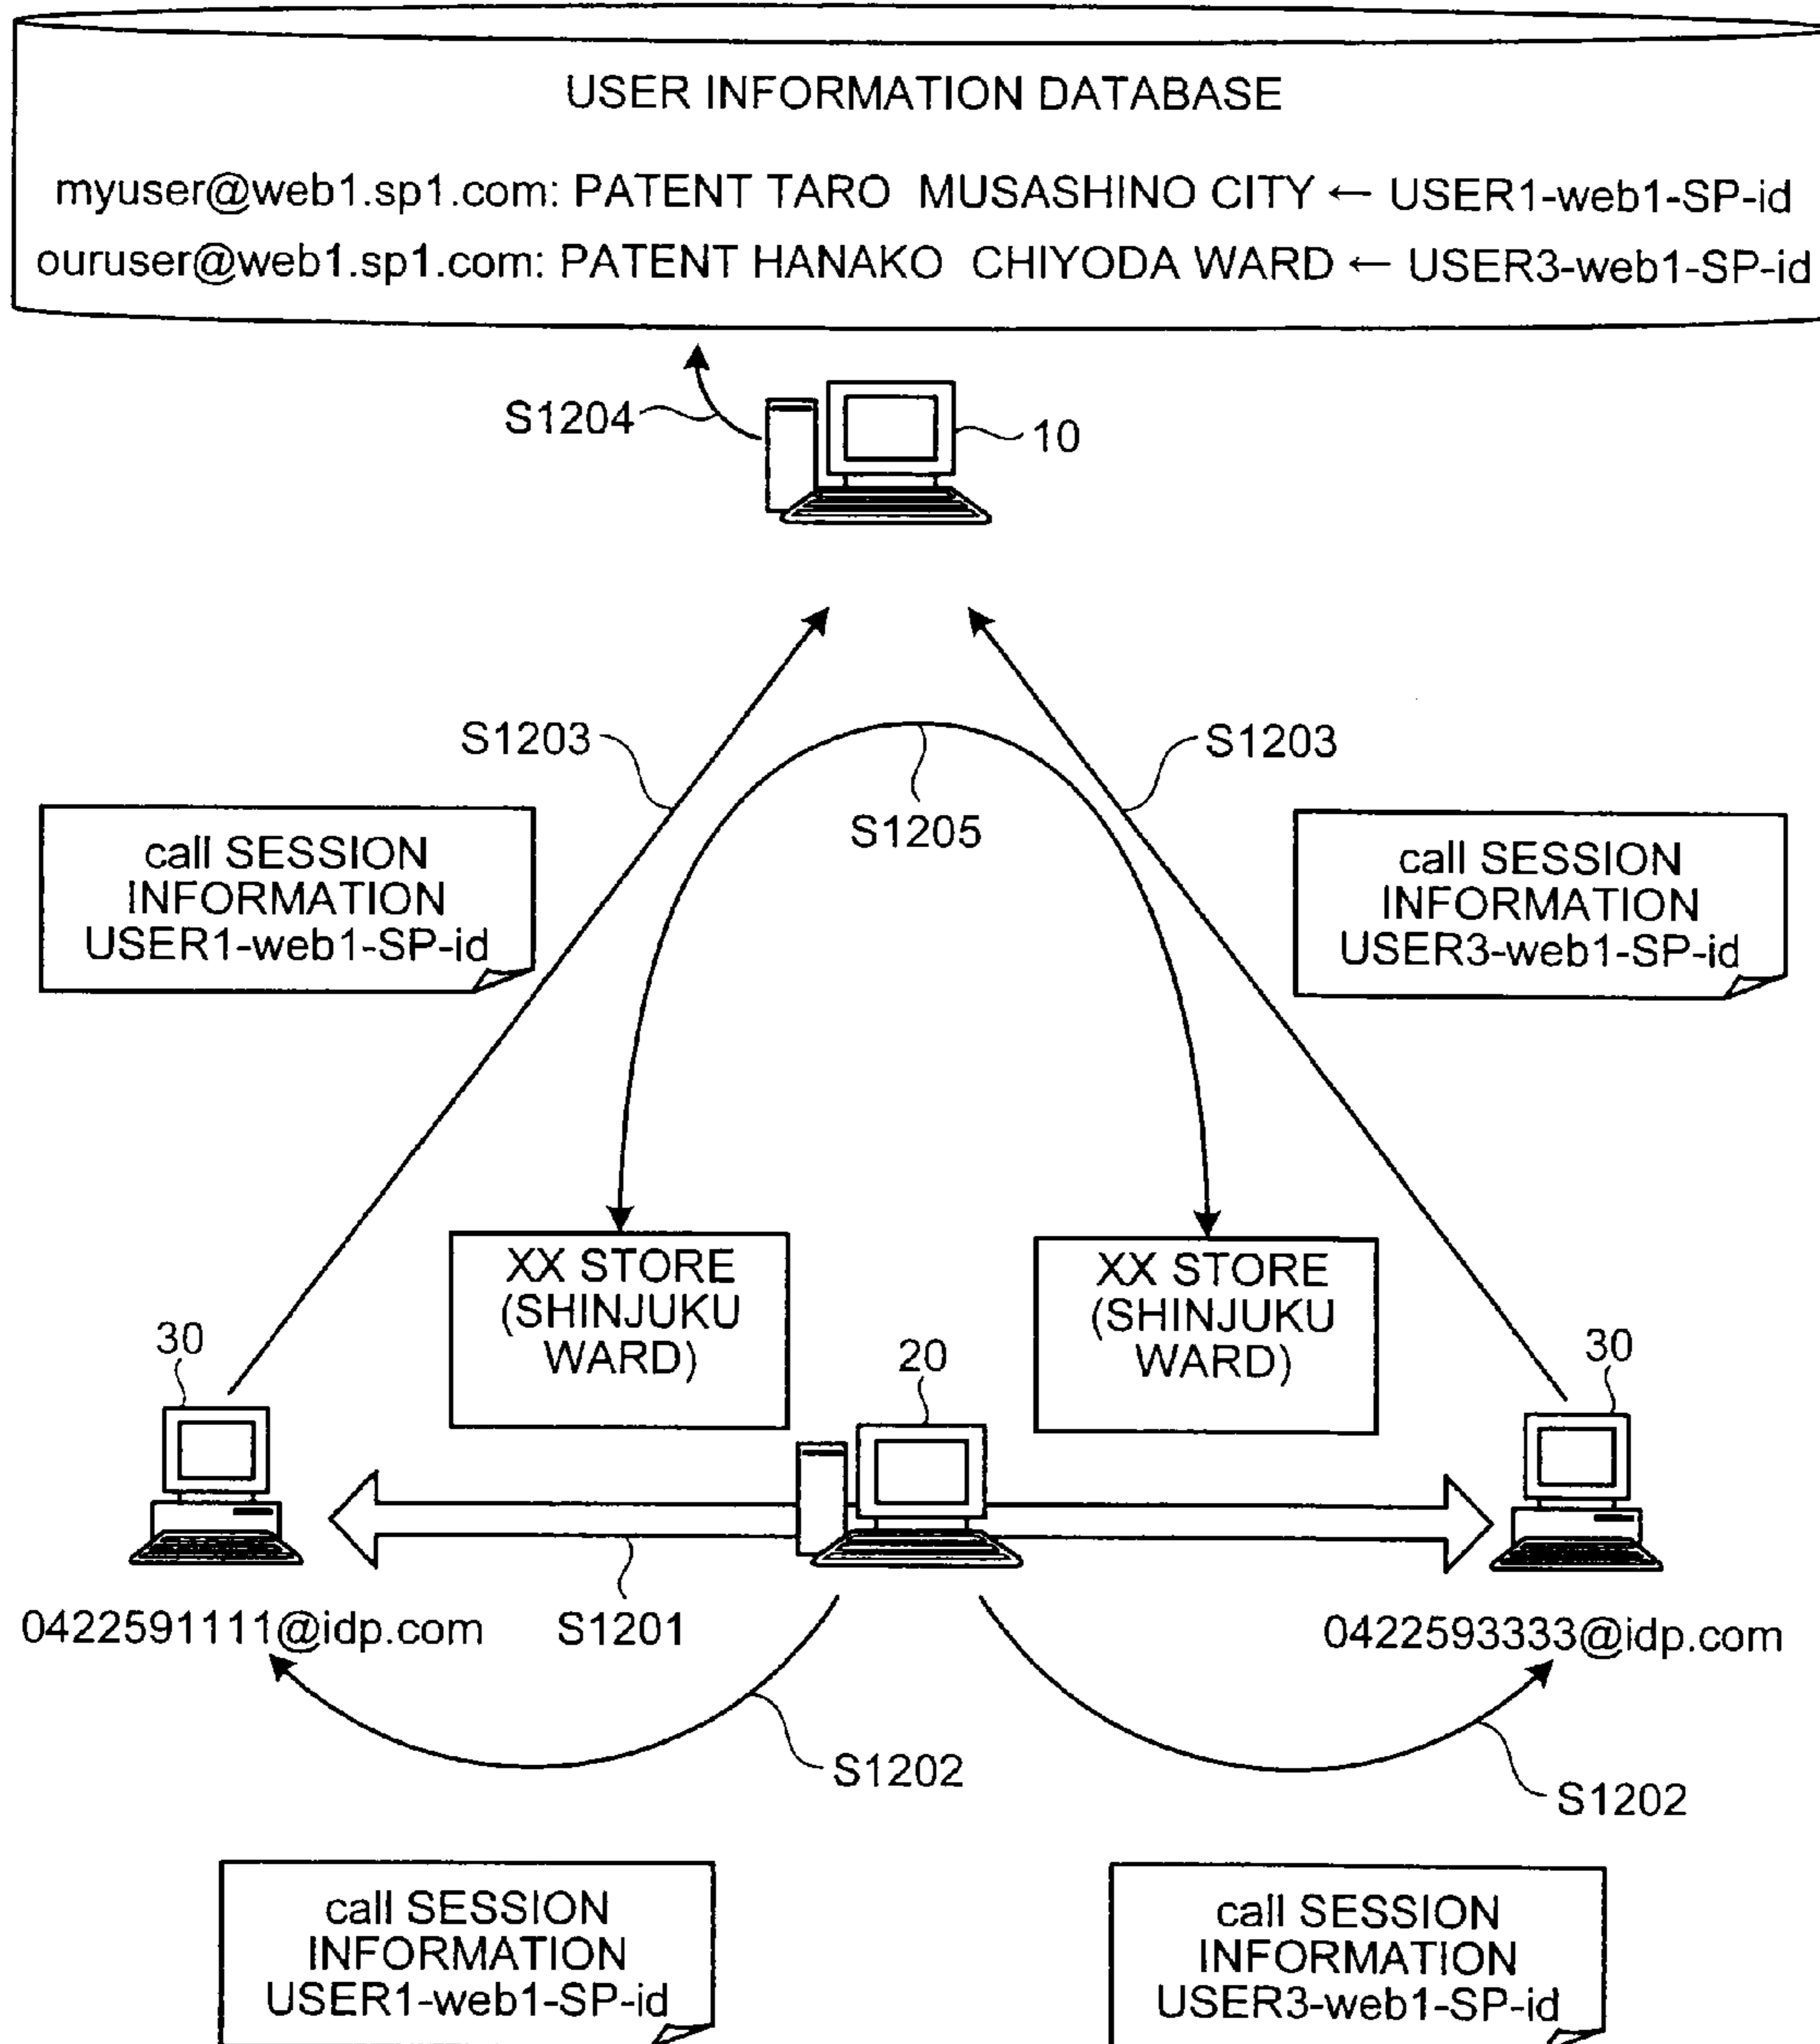 USER INFORMATION DATABASE
myuser@web1.sp1.com: PATENT TARO MUSASHINO CITY ← USER1-web1-SP-id
ouruser@web1.sp1.com: PATENT HANAKO CHIYODA WARD ← USER3-web1-SP-id
S1204
10
S1203
S1203
S1205
call SESSION
INFORMATION
USER1-web1-SP-id
call SESSION
INFORMATION
USER3-web1-SP-id
XX STORE
(SHINJUKU
WARD)
XX STORE
(SHINJUKU
WARD)
30
20
30
0422591111@idp.com
S1201
0422593333@idp.com
S1202
S1202
call SESSION
INFORMATION
USER1-web1-SP-id
call SESSION
INFORMATION
USER3-web1-SP-id